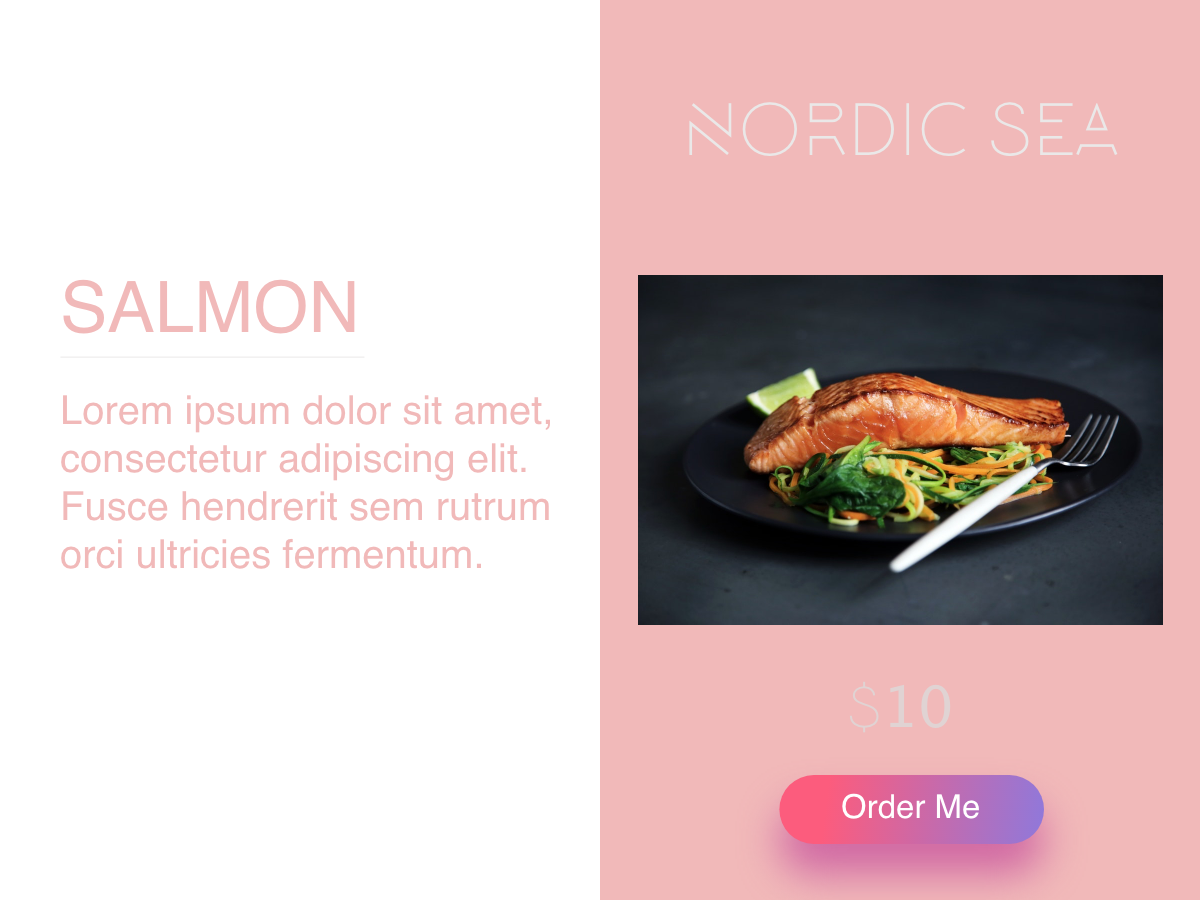 NORDIC SEA
SALMON
Lorem ipsum dolor sit amet,
consectetur adipiscing elit.
Fusce hendrerit sem rutrum
orci ultricies fermentum.
$10
Order Me